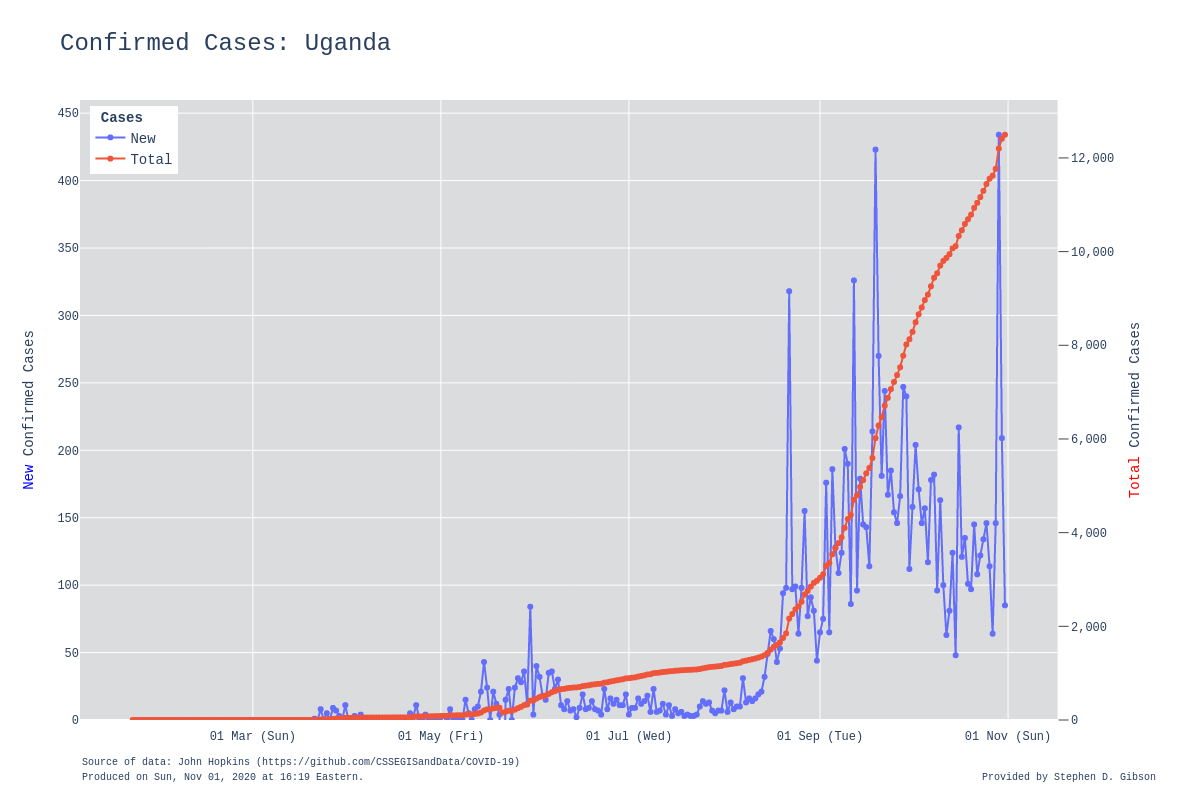 Confirmed Cases: Uganda
Cases
New
Total
450
400
350
300
250
200
150
100
50
0
New Confirmed Cases
12,000
10,000
8,000
6,000
4,000
2,000
0
Total Confirmed Cases
01 Mar (Sun) 01 May (Fri) 01 Jul (Wed) 01 Sep (Tue) 01 Nov (Sun)
Source of data: John Hopkins (https://github.com/CSSEGISandData/COVID-19)
Produced on Sun, Nov 01, 2020 at 16:19 Eastern.
Provided by Stephen D. Gibson